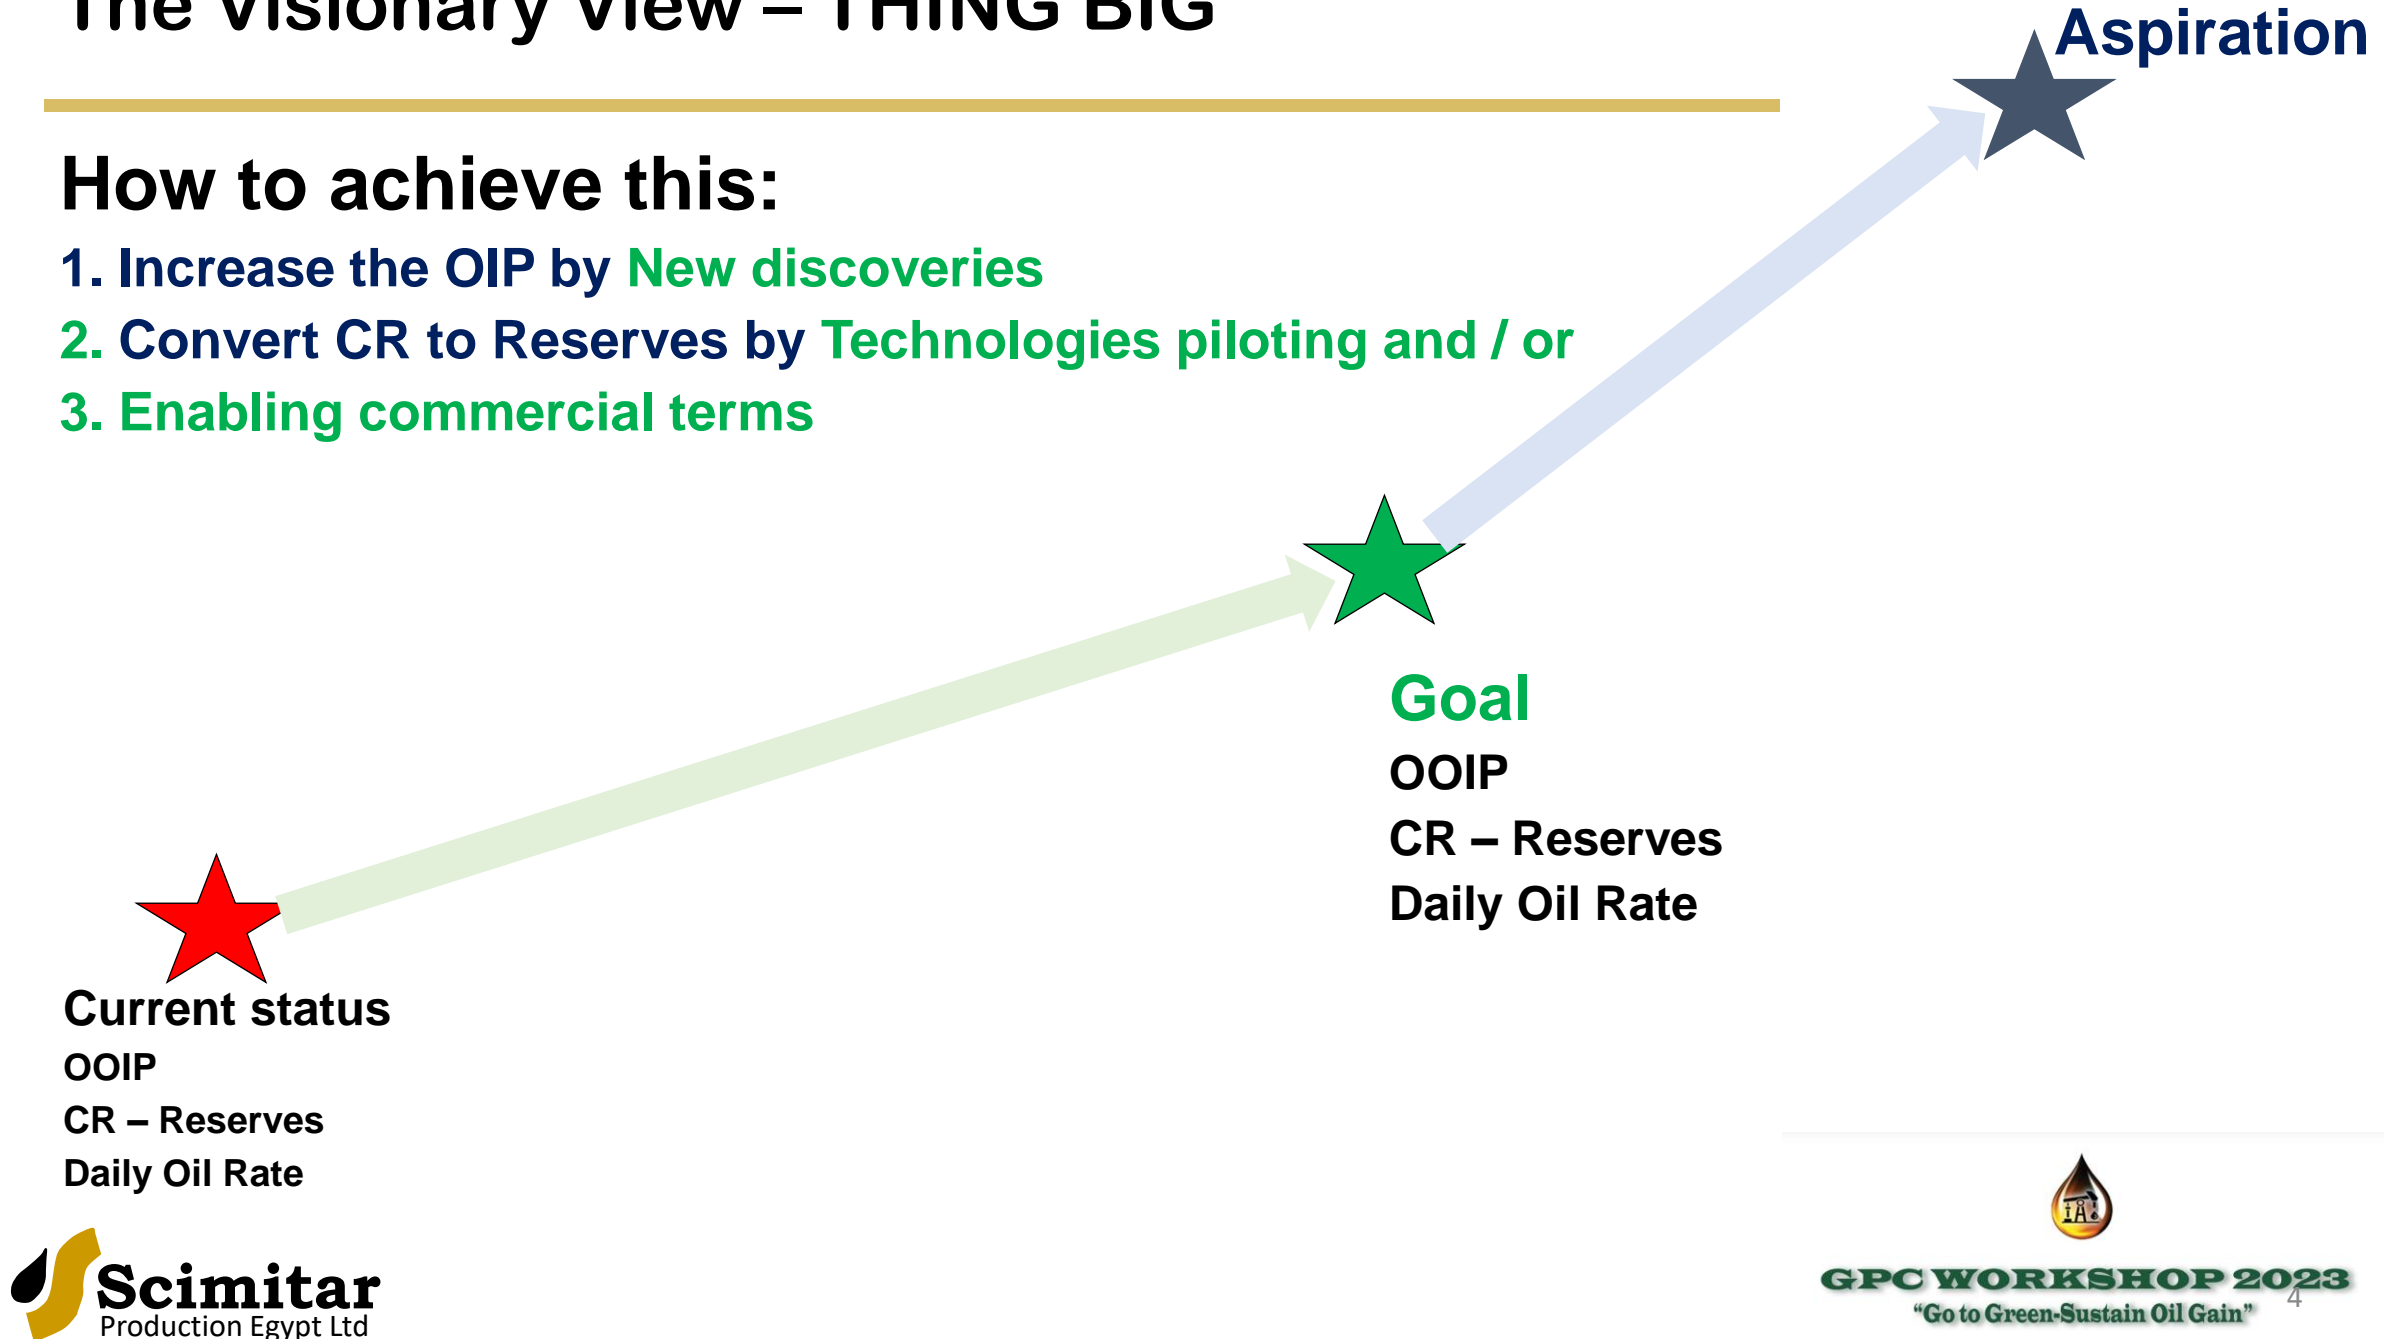 The Visionary View – THING BIG
Aspiration
How to achieve this:
1. Increase the OIP by New discoveries
2. Convert CR to Reserves by Technologies piloting and / or
3. Enabling commercial terms
Goal
OOIP
CR – Reserves
Daily Oil Rate
Current status
OOIP
CR – Reserves
Daily Oil Rate
Scimitar
Production Egypt Ltd
GPC WORKSHOP 2023
"Go to Green-Sustain Oil Gain"
4